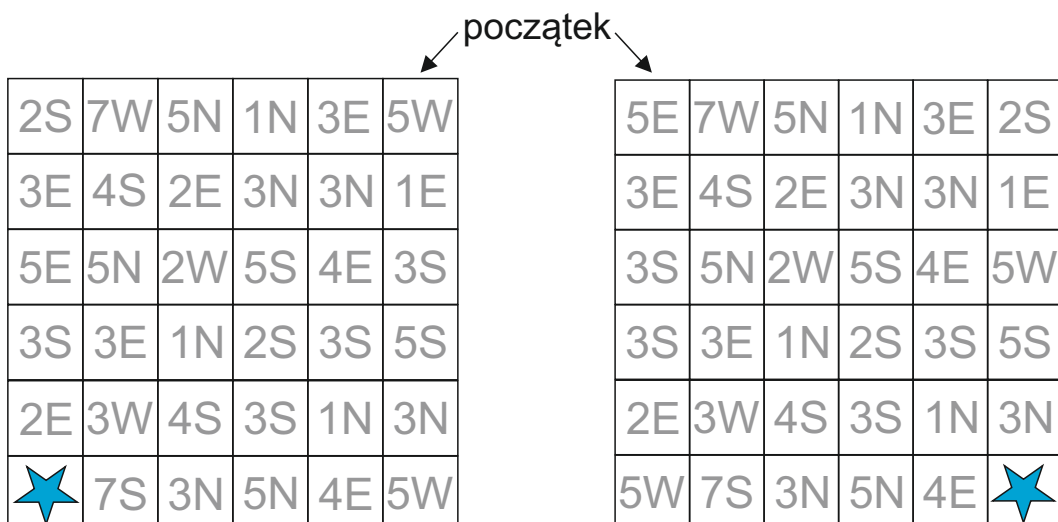 początek
2S 7W 5N 1N 3E 5W
3E 4S 2E 3N 3N 1E
5E 5N 2W 5S 4E 3S
3S 3E 1N 2S 3S 5S
2E 3W 4S 3S 1N 3N
7S 3N 5N 4E 5W
5E 7W 5N 1N 3E 2S
3E 4S 2E 3N 3N 1E
3S 5N 2W 5S 4E 5W
3S 3E 1N 2S 3S 5S
2E 3W 4S 3S 1N 3N
5W 7S 3N 5N 4E